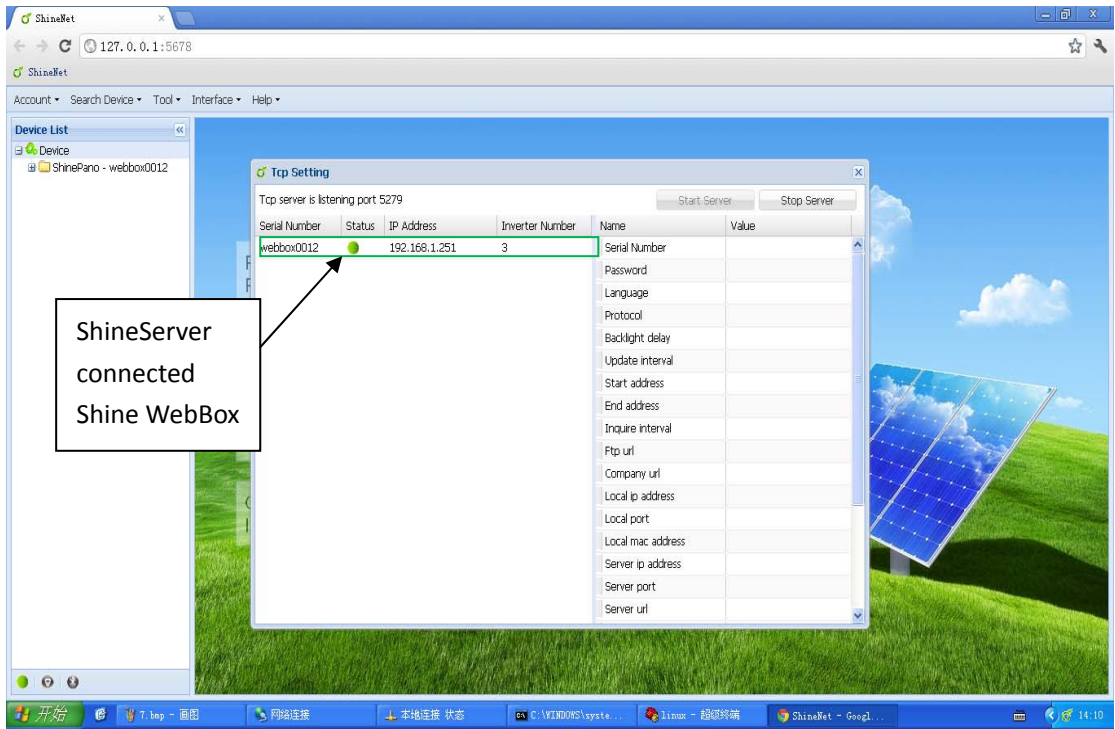 ShineNet
127.0.0.1:5678
ShineNet
Account Search Device Tool Interface Help
Device List
Device
ShinePano - webbox0012
Tcp Setting
Tcp server is listening port 5279 Start Server Stop Server
Serial Number Status IP Address Inverter Number Name Value
webbox0012 192.168.1.251 3 Serial Number
Password
Language
Protocol
Backlight delay
Update interval
Start address
End address
Inquire interval
Ftp url
Company url
Local ip address
Local port
Local mac address
Server ip address
Server port
Server url
ShineServer
connected
Shine WebBox
开始 7.bmp - 画图 网络连接 本地连接 状态 C:\WINDOWS\syste... linux - 超级终端 ShineNet - Googl... 14:10